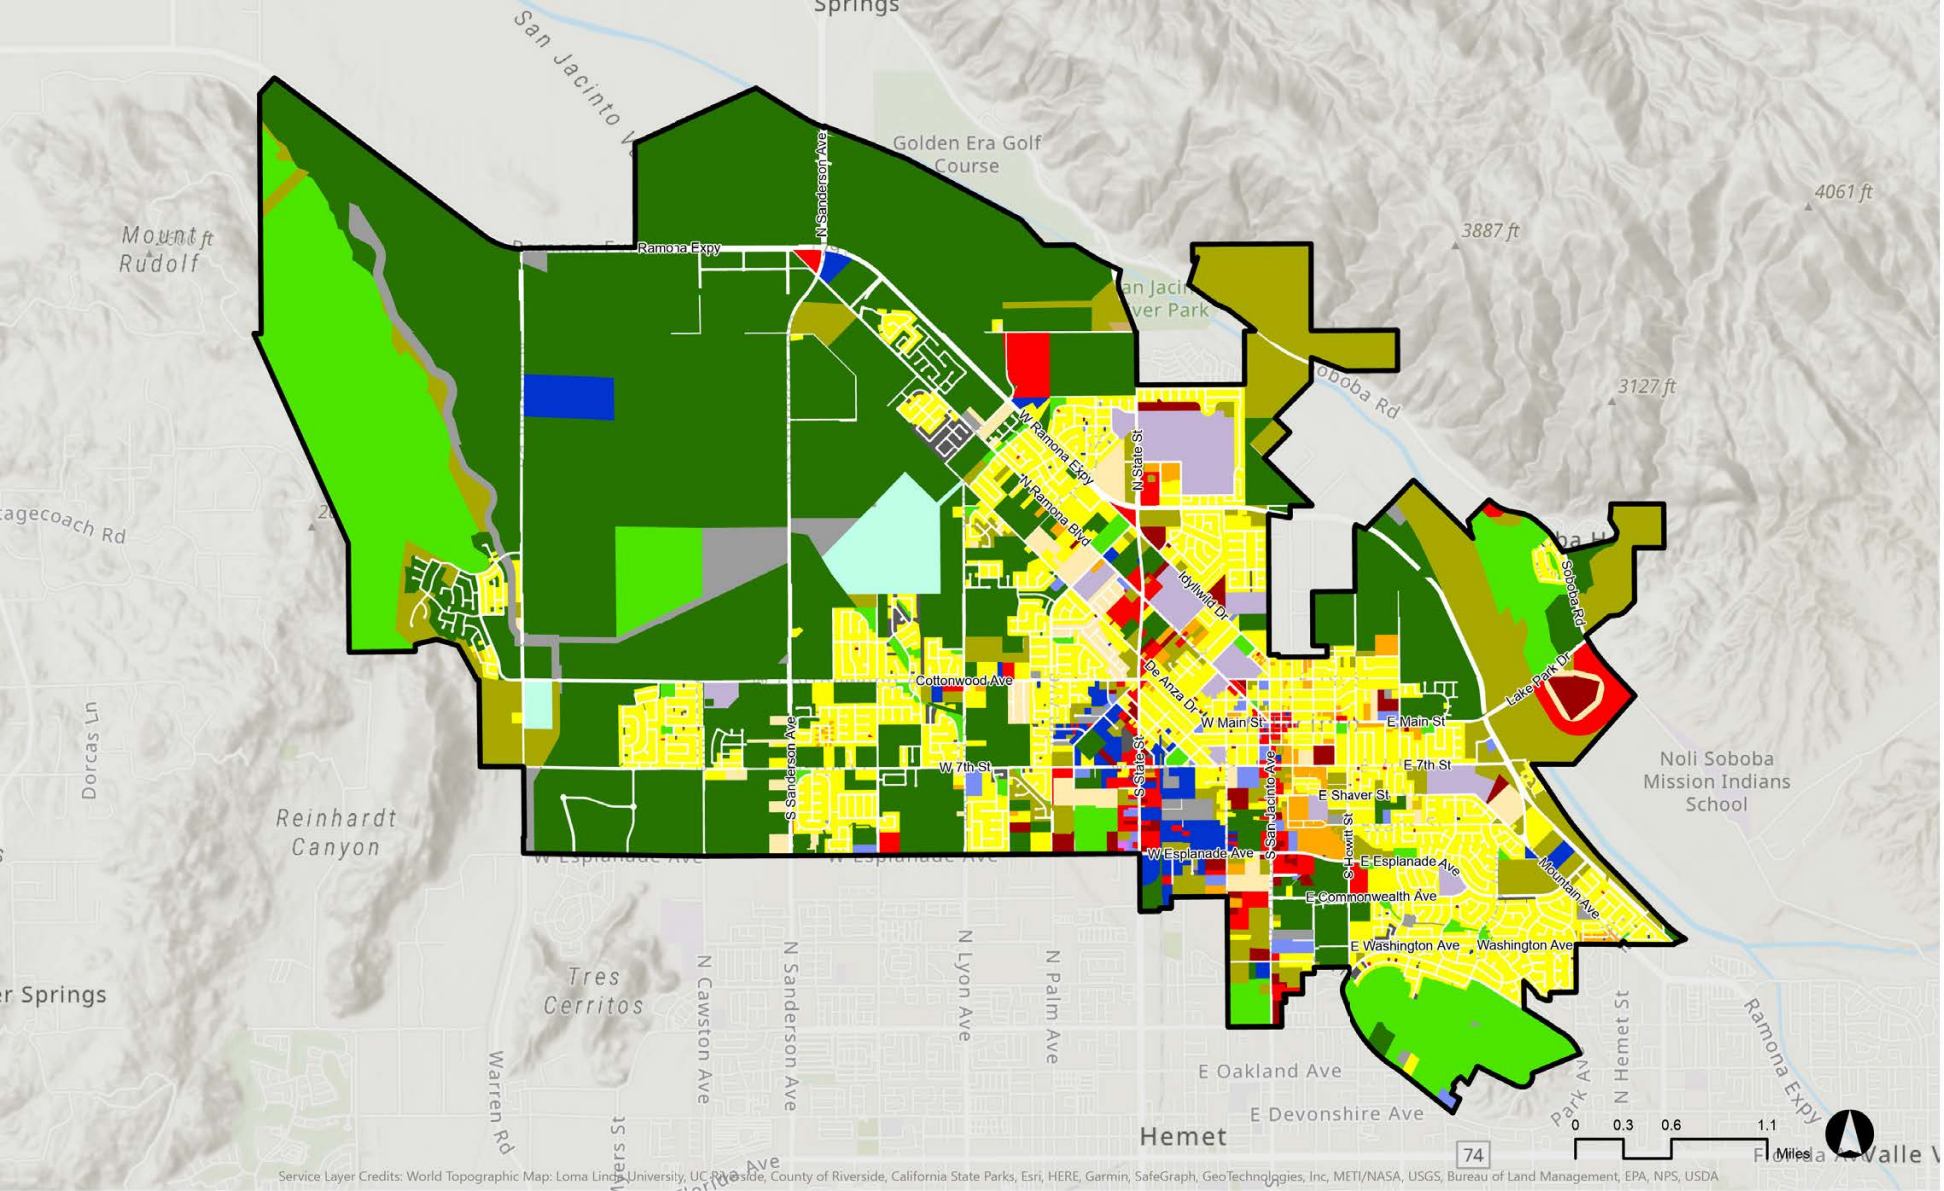 Springs
San Jacinto V
Golden Era Golf
Course
4061 ft
3887 ft
Mount
Rudolf
ft
N Sanderson Ave
Ramona Expy
an Jacin
ver Park
3127 ft
oboba Rd
W Ramona Expy
N State St
N Ramona Blvd
tagecoach Rd
Idyllwild Dr
Soboba Rd
Cottonwood Ave
De Anza Dr
Lake Park Dr
W Main St
E Main St
Dorcas Ln
S Sanderson Ave
W 7th St
S State St
S San Jacinto Ave
E 7th St
E Shaver St
Noli Soboba
Mission Indians
School
Reinhardt
Canyon
S Hewitt St
W Esplanade Ave
W Esplanade Ave
W Esplanade Ave
E Esplanade Ave
Mountain Ave
E Commonwealth Ave
E Washington Ave
Washington Ave
Tres
Cerritos
er Springs
N Cawston Ave
N Sanderson Ave
N Lyon Ave
N Palm Ave
N Hemet St
Ramona Expy
Warren Rd
E Oakland Ave
E Devonshire Ave
Park Av
Hemet
74
0 0.3 0.6 1.1
Miles
Valle V
Service Layer Credits: World Topographic Map: Loma Linda University, UC Riverside, County of Riverside, California State Parks, Esri, HERE, Garmin, SafeGraph, GeoTechnologies, Inc, METI/NASA, USGS, Bureau of Land Management, EPA, NPS, USDA